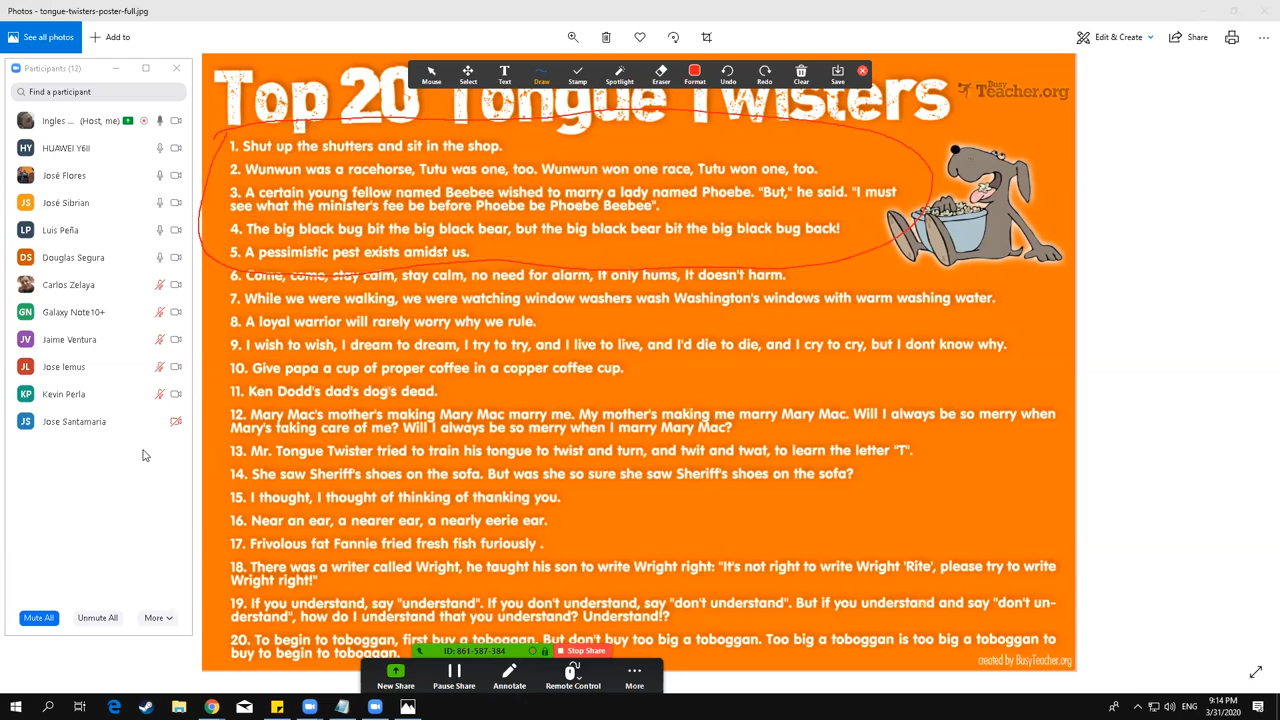 Photos - tongue-twisters-poster-full.jpg
See all photos
Add to
Edit & Create
Share
Participants (12)
Find a participant
Ingles ... (Host, me)
HY HUAWEI Y6II
José Flores
JS José Sibrian
LP Luis Peña
DS Douglas Segura
Carlos Zelaya
GN Galaxy Note10+
JV Jaime Ventura
JL Jose lemus
KP Kevin Perla
JS Jose Santamaria
Mute All
Unmute All
More
Mouse
Select
Text
Draw
Stamp
Spotlight
Eraser
Format
Undo
Redo
Clear
Save
Top 20 Tongue Twisters
Busy
Teacher.org
1. Shut up the shutters and sit in the shop.
2. Wunwun was a racehorse, Tutu was one, too. Wunwun won one race, Tutu won one, too.
3. A certain young fellow named Beebee wished to marry a lady named Phoebe. "But," he said. "I must
see what the minister's fee be before Phoebe be Phoebe Beebee".
4. The big black bug bit the big black bear, but the big black bear bit the big black bug back!
5. A pessimistic pest exists amidst us.
6. Come, come, stay calm, stay calm, no need for alarm, It only hums, It doesn't harm.
7. While we were walking, we were watching window washers wash Washington's windows with warm washing water.
8. A loyal warrior will rarely worry why we rule.
9. I wish to wish, I dream to dream, I try to try, and I live to live, and I'd die to die, and I cry to cry, but I dont know why.
10. Give papa a cup of proper coffee in a copper coffee cup.
11. Ken Dodd's dad's dog's dead.
12. Mary Mac's mother's making Mary Mac marry me. My mother's making me marry Mary Mac. Will I always be so merry when
Mary's taking care of me? Will I always be so merry when I marry Mary Mac?
13. Mr. Tongue Twister tried to train his tongue to twist and turn, and twit and twat, to learn the letter "T".
14. She saw Sheriff's shoes on the sofa. But was she so sure she saw Sheriff's shoes on the sofa?
15. I thought, I thought of thinking of thanking you.
16. Near an ear, a nearer ear, a nearly eerie ear.
17. Frivolous fat Fannie fried fresh fish furiously .
18. There was a writer called Wright, he taught his son to write Wright right: "It's not right to write Wright 'Rite', please try to write
Wright right!"
19. If you understand, say "understand". If you don't understand, say "don't understand". But if you understand and say "don't un-
derstand", how do I understand that you understand? Understand!?
20. To begin to toboggan, first buy a toboggan. But don't buy too big a toboggan. Too big a toboggan is too big a toboggan to
buy to begin to toboggan.
created by BusyTeacher.org
ID: 861-587-384
Stop Share
New Share
Pause Share
Annotate
Remote Control
More
ENG
9:14 PM
3/31/2020